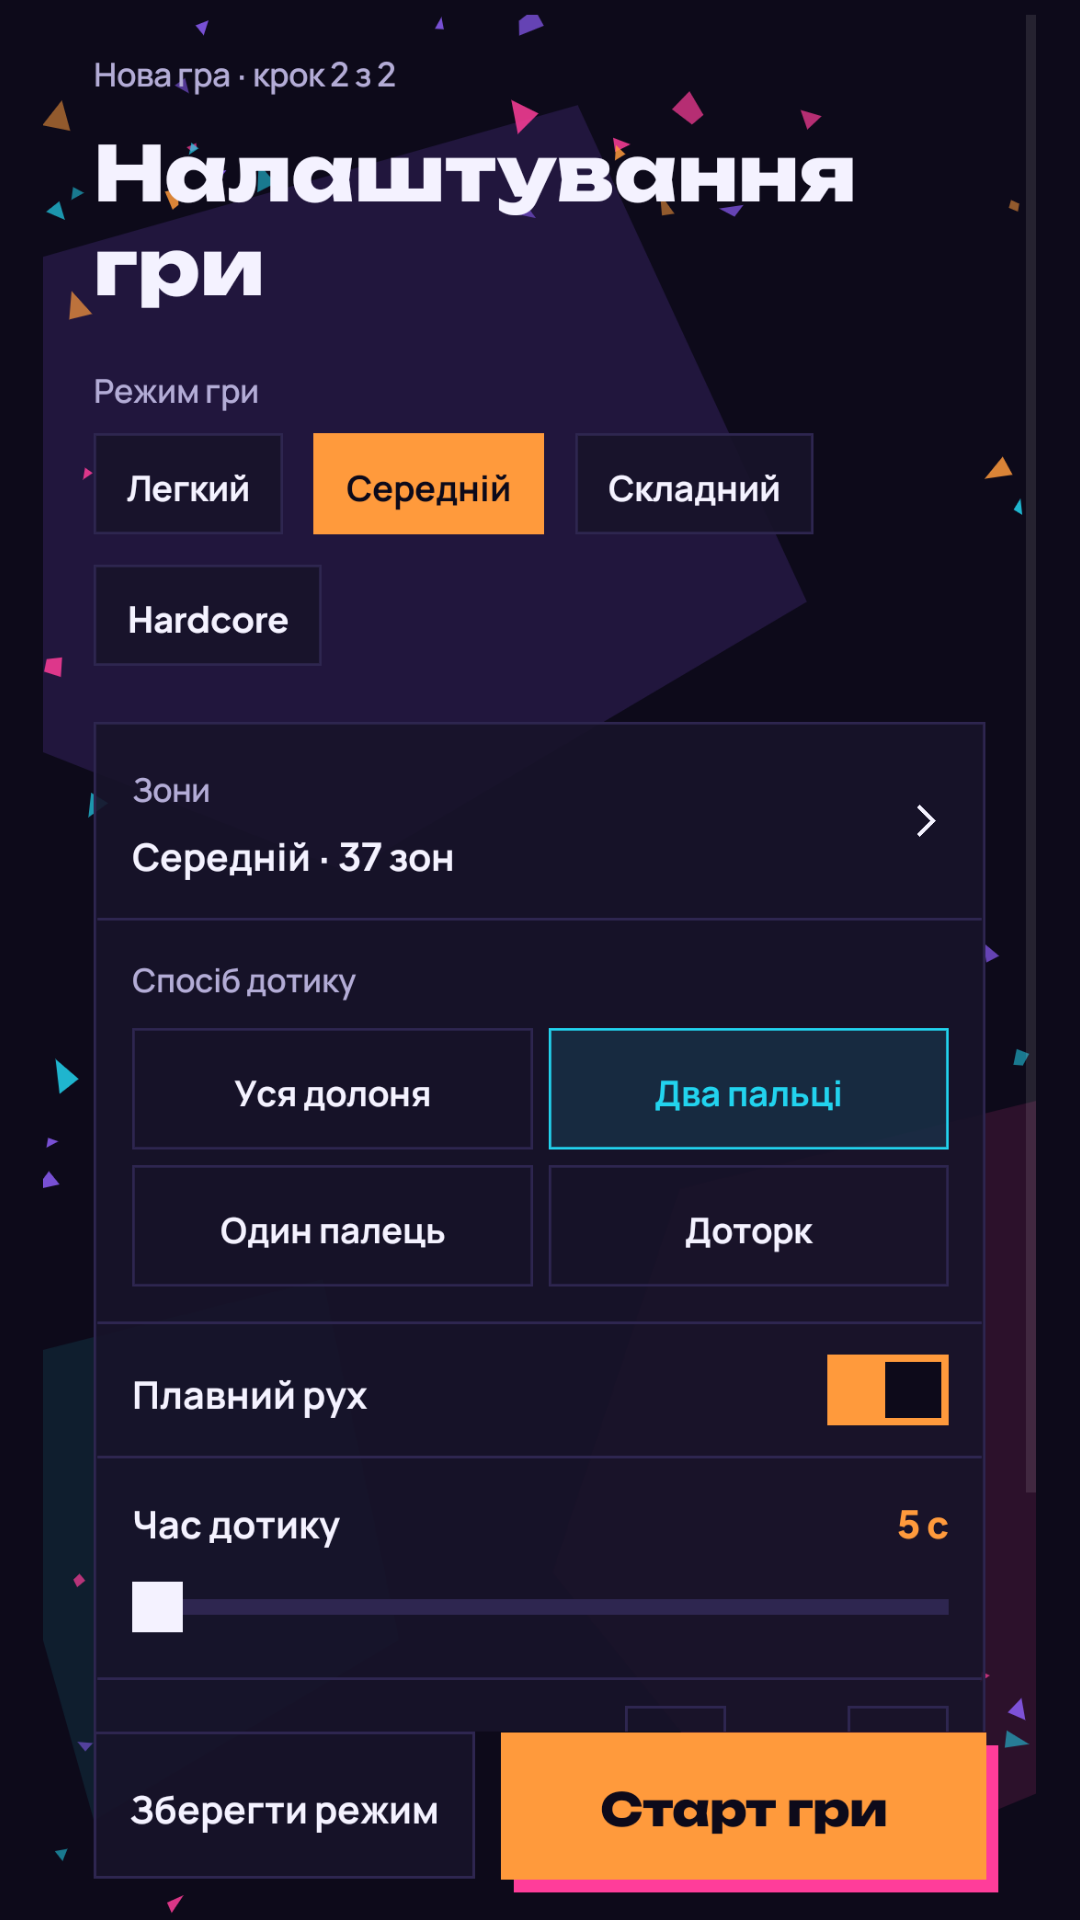 Нова гра · крок 2 з 2
Налаштування
гри
Режим гри
Легкий
Середній
Складний
Hardcore
Зони
Середній · 37 зон
Спосіб дотику
Уся долоня
Два пальці
Один палець
Доторк
Плавний рух
Час дотику
5 с
Зберегти режим
Старт гри